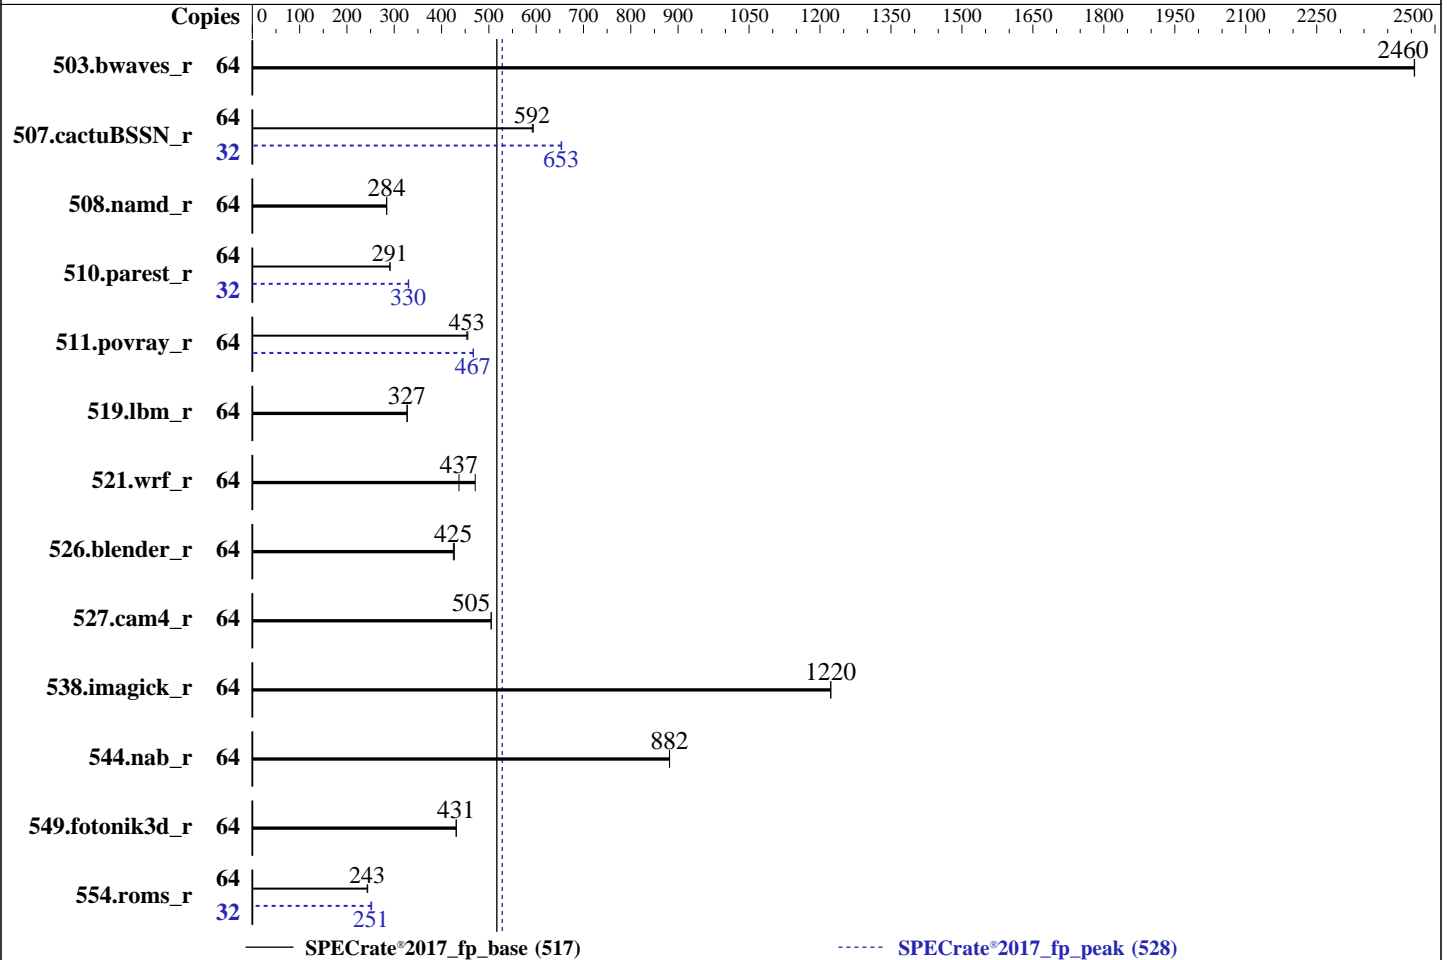 Copies 0 100 200 300 400 500 600 700 800 900 1050 1200 1350 1500 1650 1800 1950 2100 2250 2500
503.bwaves_r 64 2460
507.cactuBSSN_r 64 592
32 653
508.namd_r 64 284
510.parest_r 64 291
32 330
511.povray_r 64 453
467
519.lbm_r 64 327
521.wrf_r 64 437
526.blender_r 64 425
527.cam4_r 64 505
538.imagick_r 64 1220
544.nab_r 64 882
549.fotonik3d_r 64 431
554.roms_r 64 243
32 251
SPECrate®2017_fp_base (517) SPECrate®2017_fp_peak (528)